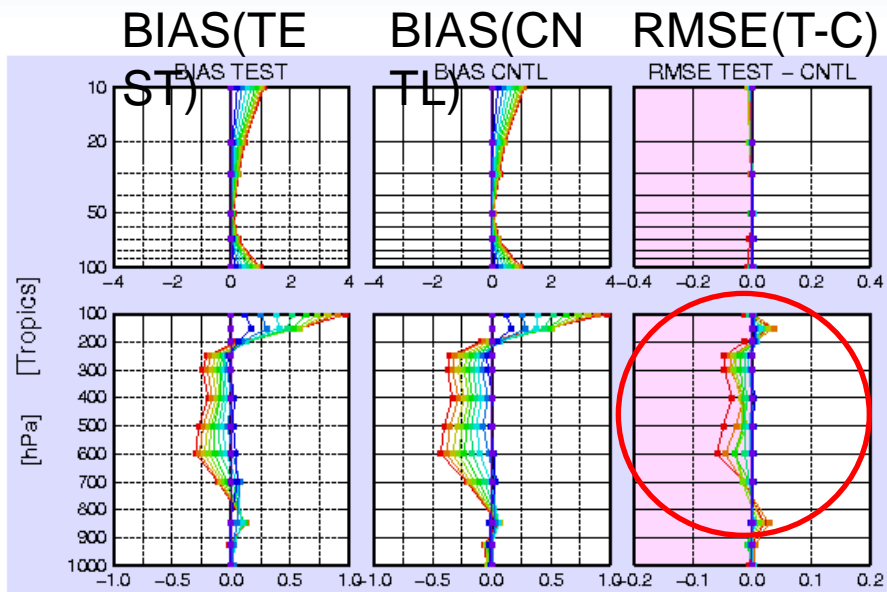 BIAS(TE
ST)
BIAS(CN
TL)
RMSE(T-C)
BIAS TEST
BIAS CNTL
RMSE TEST − CNTL
10
20
50
100
−4 −2 0 2 4
−4 −2 0 2 4
−0.4 −0.2 0.0 0.2 0.4
[Tropics]
[hPa]
100
200
300
400
500
600
700
800
900
1000
−1.0 −0.5 0.0 0.5 1.0
−1.0 −0.5 0.0 0.5 1.0
−0.2 −0.1 0.0 0.1 0.2